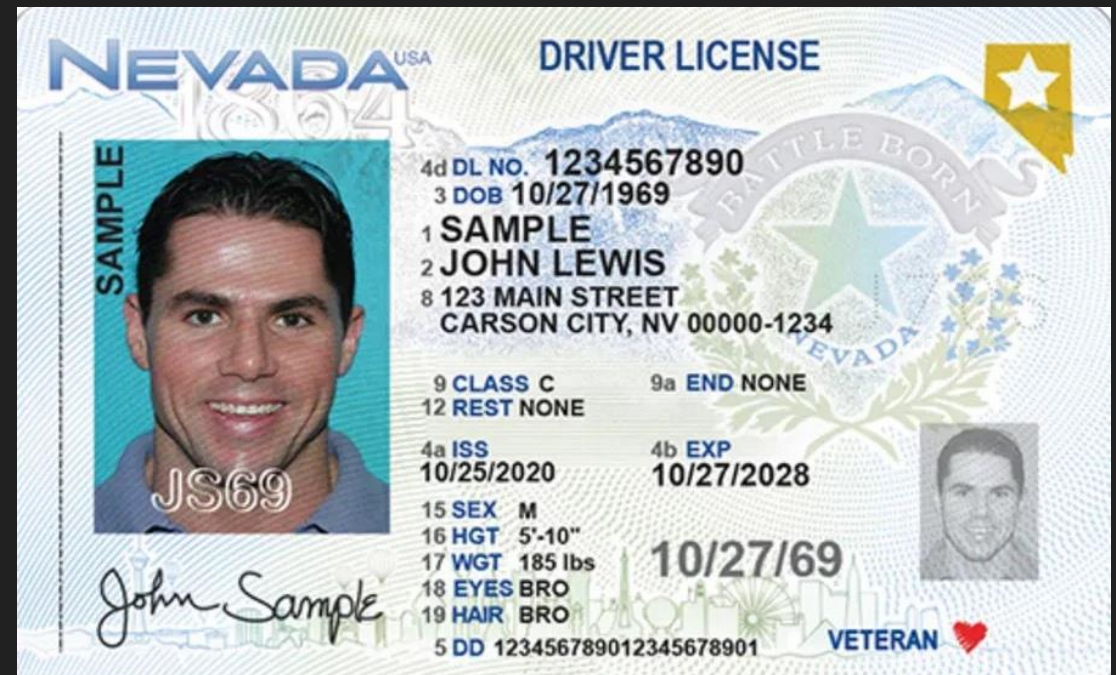 NEVADA USA
DRIVER LICENSE
1864
SAMPLE
4d DL NO. 1234567890
3 DOB 10/27/1969
1 SAMPLE
2 JOHN LEWIS
8 123 MAIN STREET
CARSON CITY, NV 00000-1234
BATTLE BORN
NEVADA
9 CLASS C 9a END NONE
12 REST NONE
4a ISS 4b EXP
10/25/2020 10/27/2028
JS69
15 SEX M
16 HGT 5'-10"
17 WGT 185 lbs
18 EYES BRO
19 HAIR BRO
10/27/69
John Sample
5 DD 123456789012345678901
VETERAN